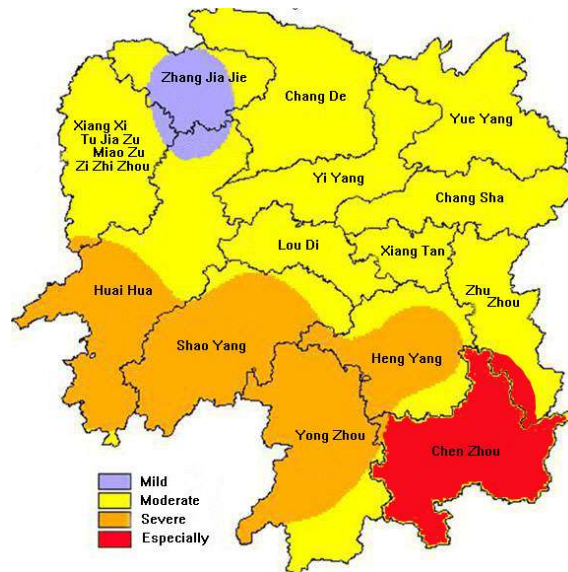 Zhang Jia Jie
Chang De
Yue Yang
Xiang Xi
Tu Jia Zu
Miao Zu
Zi Zhi Zhou
Yi Yang
Chang Sha
Lou Di
Xiang Tan
Zhu
Zhou
Huai Hua
Shao Yang
Heng Yang
Yong Zhou
Chen Zhou
Mild
Moderate
Severe
Especially